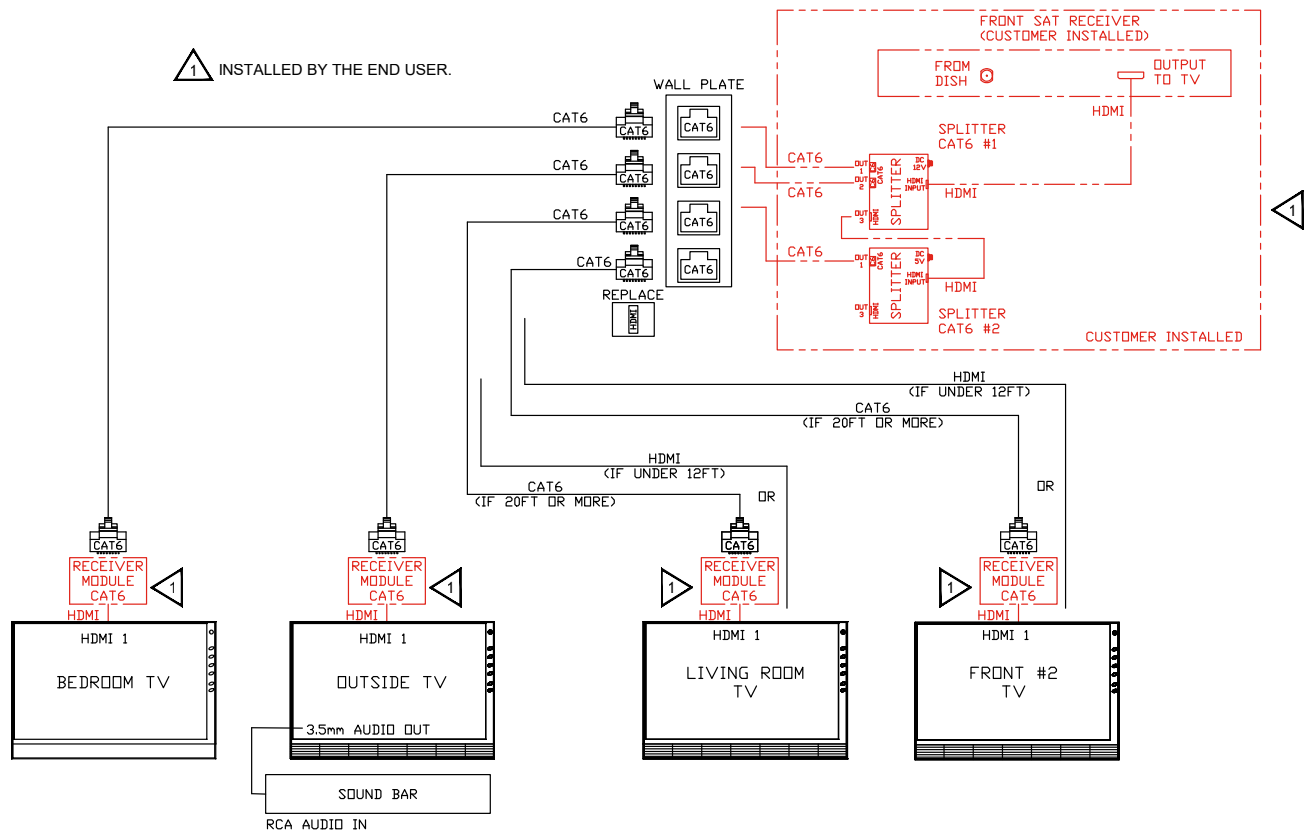 FRONT SAT RECEIVER
(CUSTOMER INSTALLED)
1 INSTALLED BY THE END USER.
FROM
DISH
OUTPUT
TO TV
HDMI
WALL PLATE
CAT6
CAT6
CAT6
CAT6
CAT6
CAT6
CAT6
CAT6
CAT6
CAT6
CAT6
CAT6
REPLACE
HDMI
CAT6
CAT6
CAT6
SPLITTER
CAT6 #1
OUT
1
OUT
2
CAT6
DC
12V
HDMI
INPUT
SPLITTER
OUT
3
HDMI
HDMI
1
OUT
1
CAT6
DC
5V
HDMI
INPUT
SPLITTER
OUT
3
HDMI
HDMI
SPLITTER
CAT6 #2
CUSTOMER INSTALLED
HDMI
(IF UNDER 12FT)
CAT6
(IF 20FT OR MORE)
HDMI
(IF UNDER 12FT)
CAT6
(IF 20FT OR MORE)
OR
OR
CAT6
RECEIVER
MODULE
CAT6
1
HDMI
HDMI 1
BEDROOM TV
CAT6
RECEIVER
MODULE
CAT6
1
HDMI
HDMI 1
OUTSIDE TV
3.5mm AUDIO OUT
SOUND BAR
RCA AUDIO IN
CAT6
1
RECEIVER
MODULE
CAT6
HDMI
HDMI 1
LIVING ROOM
TV
CAT6
1
RECEIVER
MODULE
CAT6
HDMI
HDMI 1
FRONT #2
TV